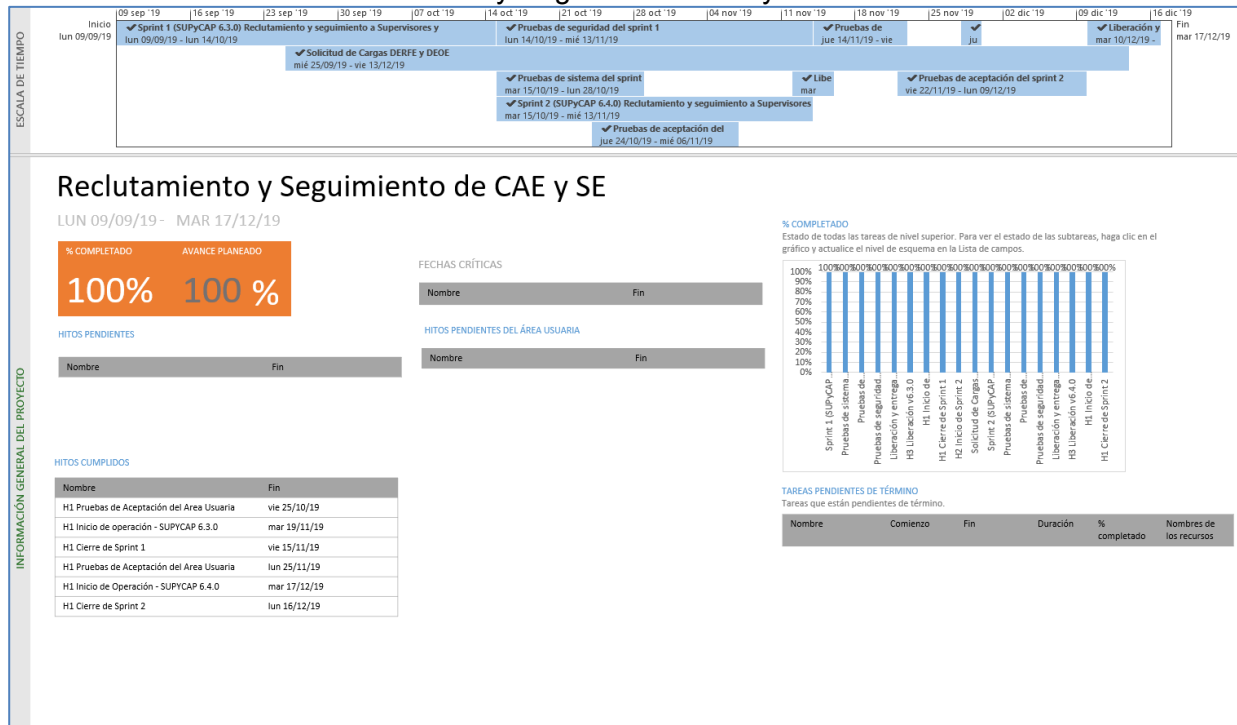 09 sep '19 16 sep '19 23 sep '19 30 sep '19 07 oct '19 14 oct '19 21 oct '19 28 oct '19 04 nov '19 11 nov '19 18 nov '19 25 nov '19 02 dic '19 09 dic '19 16 dic '19
Inicio
lun 09/09/19
Fin
mar 17/12/19
ESCALA DE TIEMPO
✔Sprint 1 (SUPyCAP 6.3.0) Reclutamiento y seguimiento a Supervisores y
lun 09/09/19 - lun 14/10/19
✔Pruebas de seguridad del sprint 1
lun 14/10/19 - mié 13/11/19
✔Pruebas de
jue 14/11/19 - vie
✔
ju
✔Liberación y
mar 10/12/19 -
✔Solicitud de Cargas DERFE y DEOE
mié 25/09/19 - vie 13/12/19
✔Pruebas de sistema del sprint
mar 15/10/19 - lun 28/10/19
✔Libe
mar
✔Pruebas de aceptación del sprint 2
vie 22/11/19 - lun 09/12/19
✔Sprint 2 (SUPyCAP 6.4.0) Reclutamiento y seguimiento a Supervisores
mar 15/10/19 - mié 13/11/19
✔Pruebas de aceptación del
jue 24/10/19 - mié 06/11/19
INFORMACIÓN GENERAL DEL PROYECTO
Reclutamiento y Seguimiento de CAE y SE
LUN 09/09/19 - MAR 17/12/19
% COMPLETADO AVANCE PLANEADO
100% 100 %
HITOS PENDIENTES
Nombre Fin
HITOS CUMPLIDOS
Nombre Fin
H1 Pruebas de Aceptación del Area Usuaria vie 25/10/19
H1 Inicio de operación - SUPYCAP 6.3.0 mar 19/11/19
H1 Cierre de Sprint 1 vie 15/11/19
H1 Pruebas de Aceptación del Area Usuaria lun 25/11/19
H1 Inicio de Operación - SUPYCAP 6.4.0 mar 17/12/19
H1 Cierre de Sprint 2 lun 16/12/19
FECHAS CRÍTICAS
Nombre Fin
HITOS PENDIENTES DEL ÁREA USUARIA
Nombre Fin
% COMPLETADO
Estado de todas las tareas de nivel superior. Para ver el estado de las subtareas, haga clic en el
gráfico y actualice el nivel de esquema en la Lista de campos.
100% 100% 100% 100% 100% 100% 100% 100% 100% 100% 100% 100% 100% 100% 100% 100% 100%
100%
90%
80%
70%
60%
50%
40%
30%
20%
10%
0%
Sprint 1 (SUPyCAP...
Pruebas de sistema...
Pruebas de...
Pruebas de seguridad...
Liberación y entrega...
H3 Liberación v6.3.0
H1 Inicio de...
H1 Cierre de Sprint 1
H2 Inicio de Sprint 2
Solicitud de Cargas...
Sprint 2 (SUPyCAP...
Pruebas de sistema...
Pruebas de...
Pruebas de seguridad...
Liberación y entrega...
H3 Liberación v6.4.0
H1 Inicio de...
H1 Cierre de Sprint 2
TAREAS PENDIENTES DE TÉRMINO
Tareas que están pendientes de término.
Nombre Comienzo Fin Duración % completado Nombres de los recursos